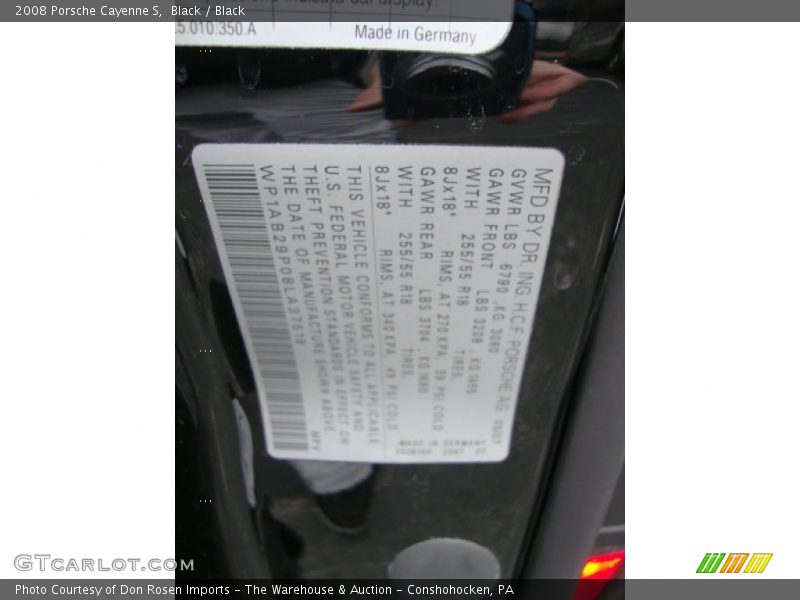 2008 Porsche Cayenne S,  Black / Black
Made in Germany
MFD BY DR. ING. H.C.F. PORSCHE AG 05/07
GVWR LBS 6790 ,KG 3080
GAWR FRONT LBS 3208 , KG 1455
WITH 255/55 R18 TIRES,
8Jx18" RIMS, AT 270 KPA, 39 PSI COLD
GAWR REAR LBS 3704 , KG 1680
WITH 255/55 R18 TIRES,
8Jx18" RIMS, AT 340 KPA, 49 PSI COLD
THIS VEHICLE CONFORMS TO ALL APPLICABLE
U.S. FEDERAL MOTOR VEHICLE SAFETY AND
THEFT PREVENTION STANDARDS IN EFFECT ON
THE DATE OF MANUFACTURE SHOWN ABOVE.
WP1AB29P08LA37519 MPV
MADE IN GERMANY
GTCARLOT.COM
Photo Courtesy of Don Rosen Imports – The Warehouse & Auction – Conshohocken, PA